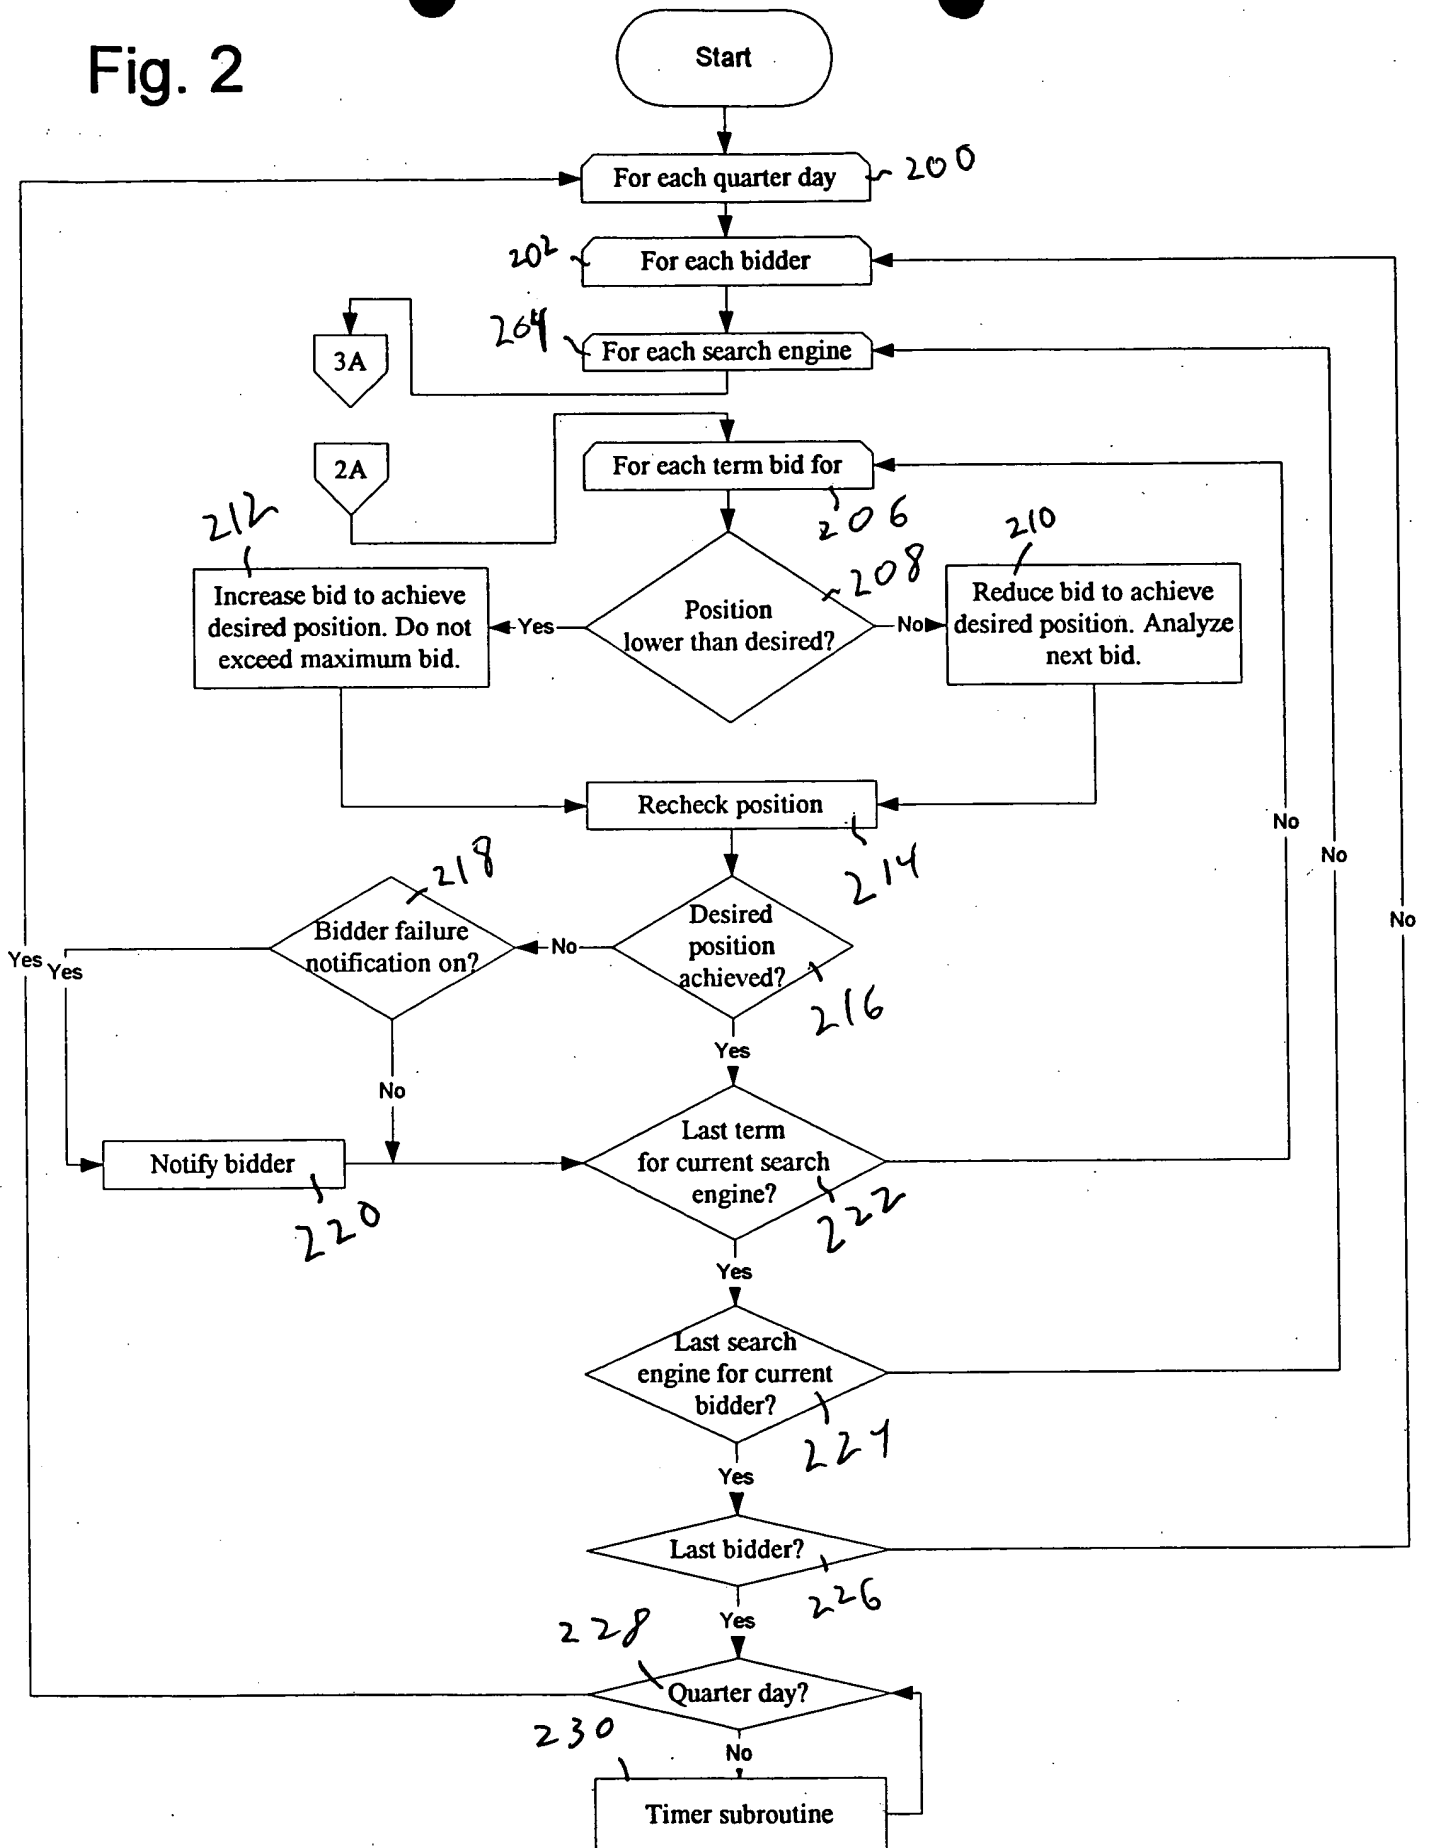 Fig. 2
Start
For each quarter day
200
202
For each bidder
204
For each search engine
3A
2A
For each term bid for
206
212
210
208
Increase bid to achieve
desired position. Do not
exceed maximum bid.
Yes
Position
lower than desired?
No
Reduce bid to achieve
desired position. Analyze
next bid.
Recheck position
214
No
No
No
218
Bidder failure
notification on?
No
Desired
position
achieved?
216
Yes
Yes
Yes
No
Last term
for current search
engine?
222
Notify bidder
220
Yes
Last search
engine for current
bidder?
224
Yes
Last bidder?
226
Yes
228
Quarter day?
230
No
Timer subroutine